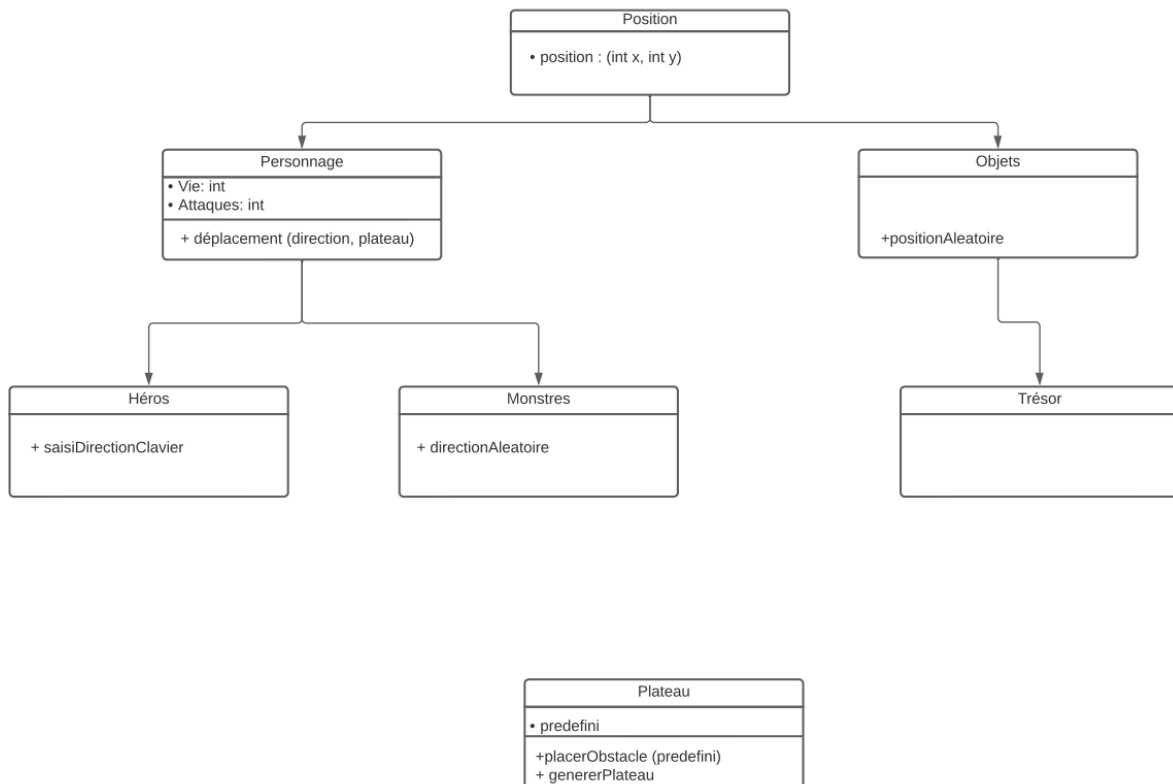 Position
• position : (int x, int y)
Personnage
• Vie: int
• Attaques: int
+ déplacement (direction, plateau)
Objets
+positionAleatoire
Héros
+ saisiDirectionClavier
Monstres
+ directionAleatoire
Trésor
Plateau
• predefini
+placerObstacle (predefini)
+ genererPlateau